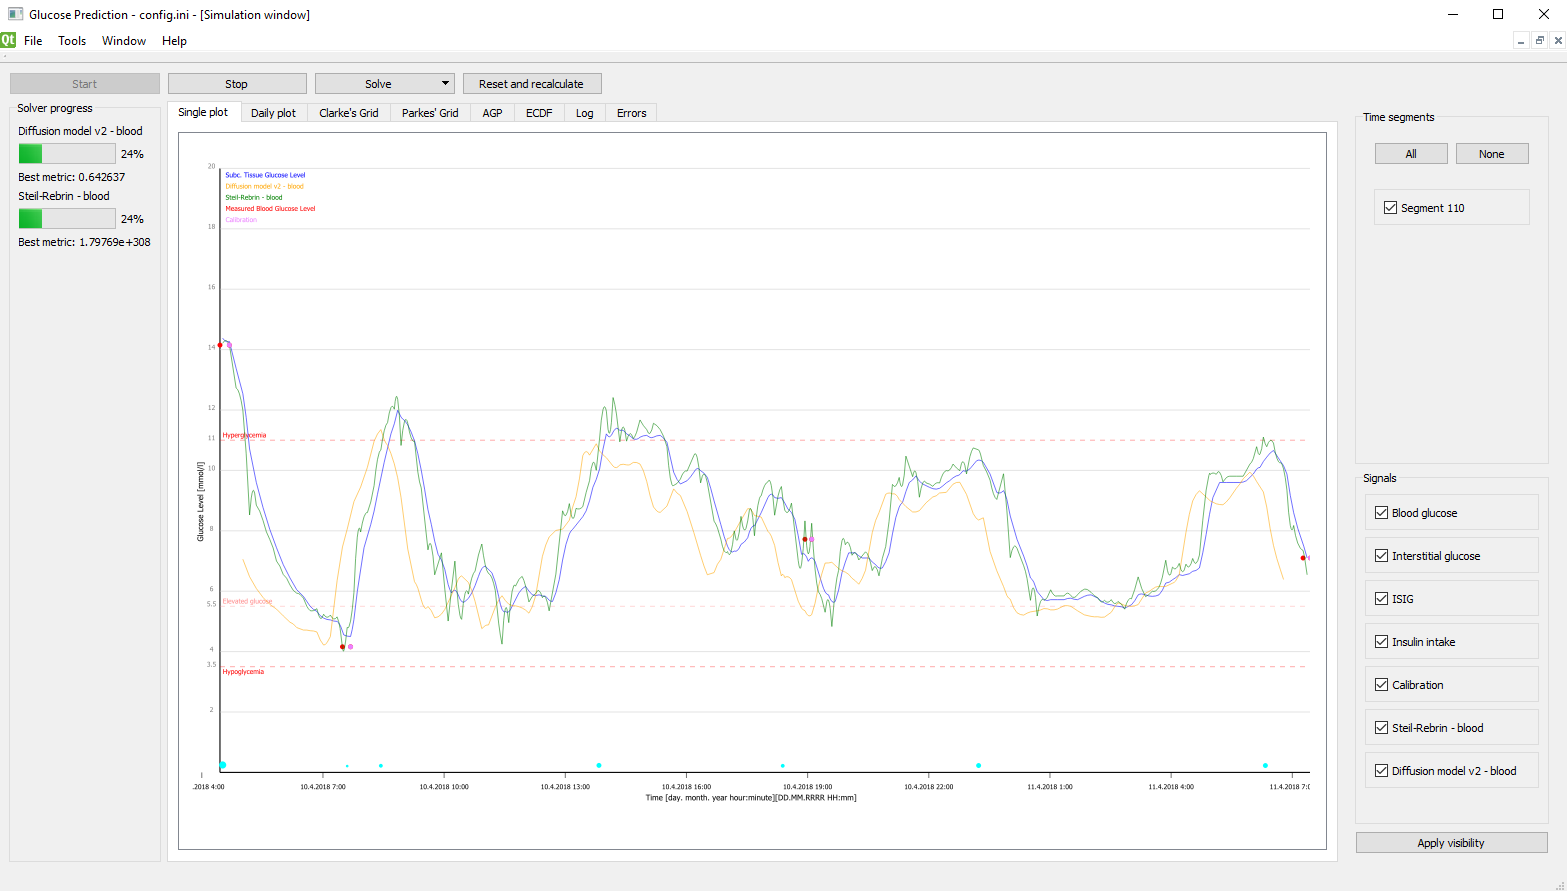 Glucose Prediction - config.ini - [Simulation window]
Qt File Tools Window Help
Start Stop Solve Reset and recalculate
Solver progress
Diffusion model v2 - blood
24%
Best metric: 0.642637
Steil-Rebrin - blood
24%
Best metric: 1.79769e+308
Single plot Daily plot Clarke's Grid Parkes' Grid AGP ECDF Log Errors
20
Subc. Tissue Glucose Level
Diffusion model v2 - blood
Steil-Rebrin - blood
Measured Blood Glucose Level
Calibration
18
16
14
12
Hyperglycemia
11
10
Glucose Level [mmol/l]
8
6
Elevated glucose
5.5
4
3.5
Hypoglycemia
2
.2018 4:00 10.4.2018 7:00 10.4.2018 10:00 10.4.2018 13:00 10.4.2018 16:00 10.4.2018 19:00 10.4.2018 22:00 11.4.2018 1:00 11.4.2018 4:00 11.4.2018 7:0
Time [day. month. year hour:minute][DD.MM.RRRR HH:mm]
Time segments
All None
Segment 110
Signals
Blood glucose
Interstitial glucose
ISIG
Insulin intake
Calibration
Steil-Rebrin - blood
Diffusion model v2 - blood
Apply visibility